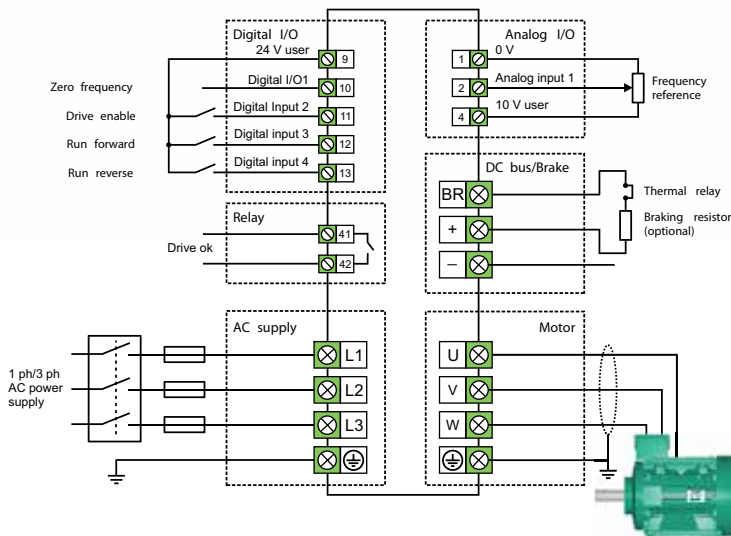 Digital I/O
24 V user
9
Zero frequency
Digital I/O1
10
Drive enable
Digital Input 2
11
Run forward
Digital input 3
12
Run reverse
Digital input 4
13
Relay
Drive ok
41
42
AC supply
1 ph/3 ph
AC power
supply
L1
L2
L3
Analog I/O
1
0 V
2
Analog input 1
4
10 V user
Frequency
reference
DC bus/Brake
BR
+
−
Thermal relay
Braking resistor
(optional)
Motor
U
V
W